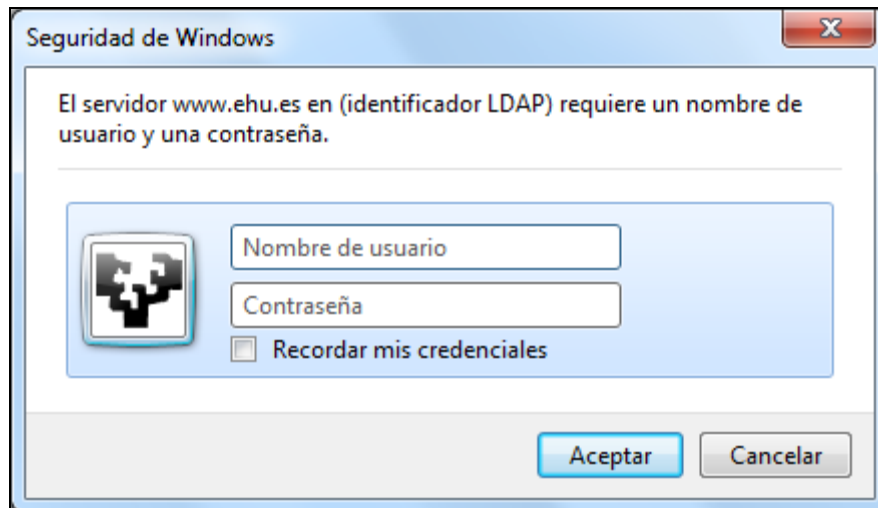 Seguridad de Windows
El servidor www.ehu.es en (identificador LDAP) requiere un nombre de
usuario y una contraseña.
Nombre de usuario
Contraseña
Recordar mis credenciales
Aceptar
Cancelar